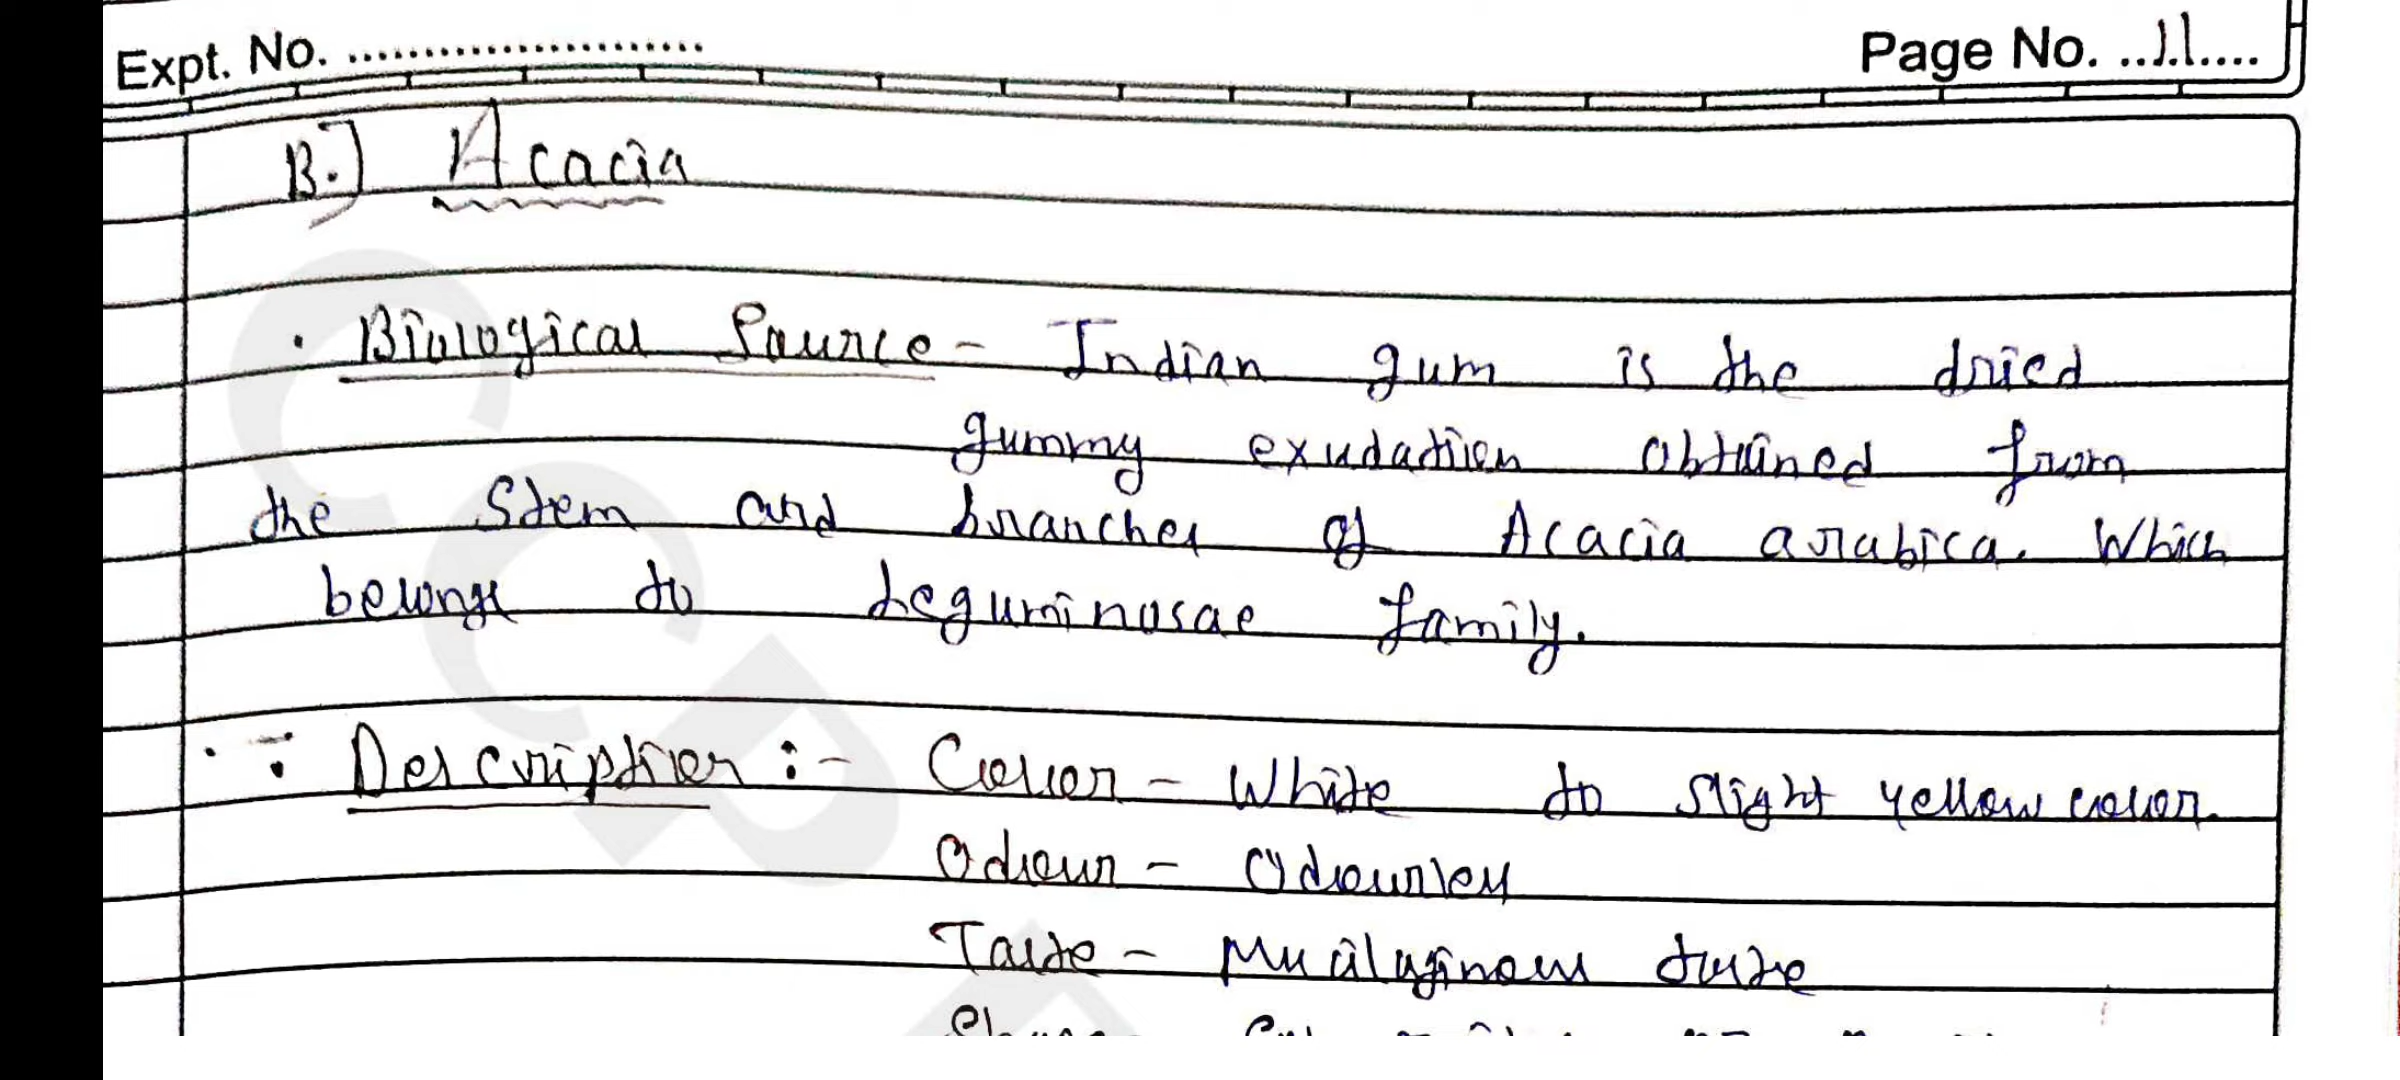 Expt. No. ........................
Page No. ..11....
B.] Acacia
· Biological Source - Indian gum is the dried
gummy exudation obtained from
the Stem and branches of Acacia arabica. Which
belongs to Leguminosae family.
Description :- Colour - White to slight yellow colour.
Odour - Odourless
Taste - Mucilaginous taste
CCP